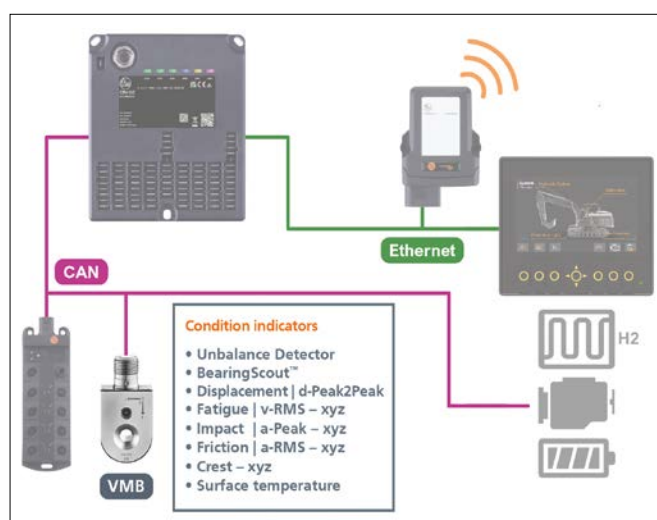 Ethernet
CAN
H2
Condition indicators
• Unbalance Detector
• BearingScout™
• Displacement | d-Peak2Peak
• Fatigue | v-RMS – xyz
• Impact | a-Peak – xyz
• Friction | a-RMS – xyz
• Crest – xyz
• Surface temperature
VMB